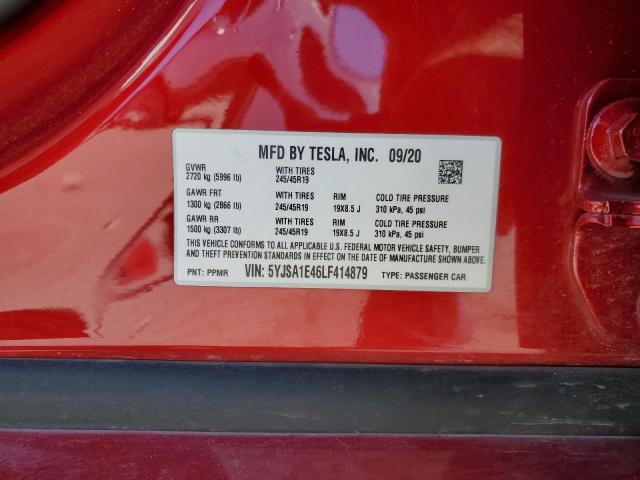 MFD BY TESLA, INC. 09/20
GVWR WITH TIRES
2720 kg (5996 lb) 245/45R19
GAWR FRT WITH TIRES RIM COLD TIRE PRESSURE
1300 kg (2866 lb) 245/45R19 19X8.5 J 310 kPa, 45 psi
GAWR RR WITH TIRES RIM COLD TIRE PRESSURE
1500 kg (3307 lb) 245/45R19 19X8.5 J 310 kPa, 45 psi
THIS VEHICLE CONFORMS TO ALL APPLICABLE U.S. FEDERAL MOTOR VEHICLE SAFETY, BUMPER
AND THEFT PREVENTION STANDARDS IN EFFECT ON THE DATE OF MANUFACTURE SHOWN ABOVE.
PNT: PPMR VIN: 5YJSA1E46LF414879 TYPE: PASSENGER CAR